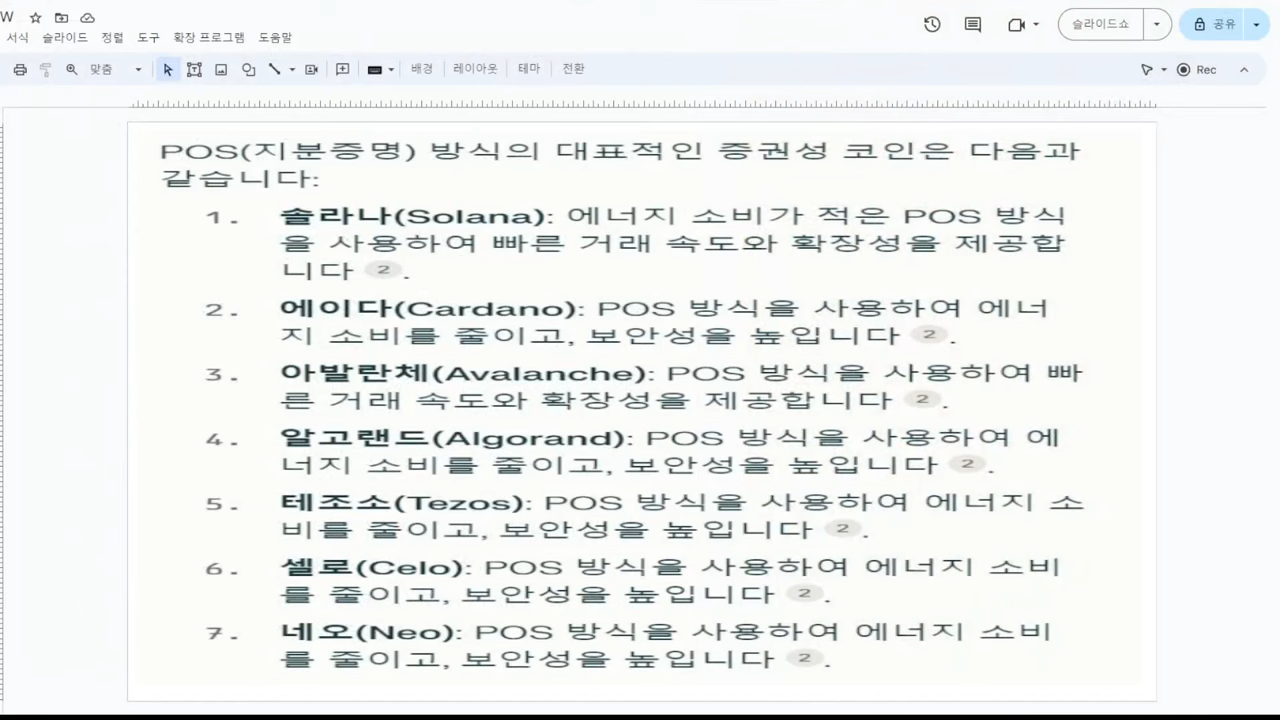 W
서식 슬라이드 정렬 도구 확장 프로그램 도움말
슬라이드쇼
공유
맞춤
배경 레이아웃 테마 전환
Rec
POS(지분증명) 방식의 대표적인 증권성 코인은 다음과
같습니다:
1. 솔라나(Solana): 에너지 소비가 적은 POS 방식
을 사용하여 빠른 거래 속도와 확장성을 제공합
니다 2.
2. 에이다(Cardano): POS 방식을 사용하여 에너
지 소비를 줄이고, 보안성을 높입니다 2.
3. 아발란체(Avalanche): POS 방식을 사용하여 빠
른 거래 속도와 확장성을 제공합니다 2.
4. 알고랜드(Algorand): POS 방식을 사용하여 에
너지 소비를 줄이고, 보안성을 높입니다 2.
5. 테조소(Tezos): POS 방식을 사용하여 에너지 소
비를 줄이고, 보안성을 높입니다 2.
6. 셀로(Celo): POS 방식을 사용하여 에너지 소비
를 줄이고, 보안성을 높입니다 2.
7. 네오(Neo): POS 방식을 사용하여 에너지 소비
를 줄이고, 보안성을 높입니다 2.